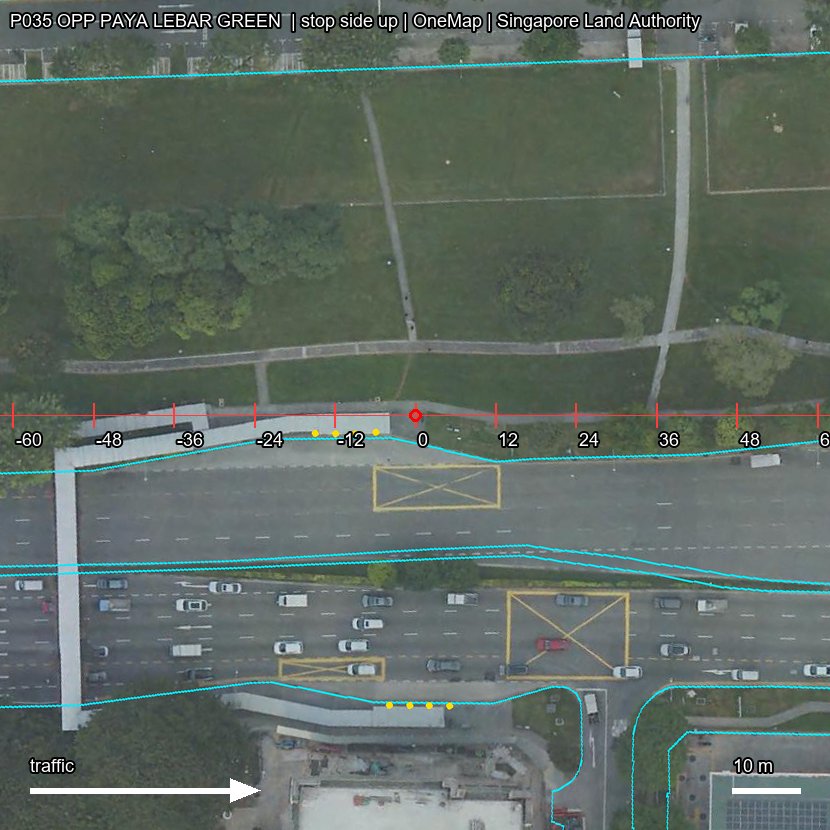 P035 OPP PAYA LEBAR GREEN | stop side up | OneMap | Singapore Land Authority
-60 -48 -36 -24 -12 0 12 24 36 48 6
traffic
10 m